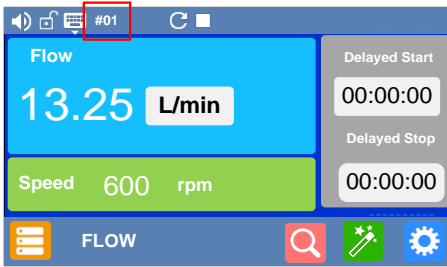 #01
Flow
13.25 L/min
Speed 600 rpm
Delayed Start
00:00:00
Delayed Stop
00:00:00
FLOW